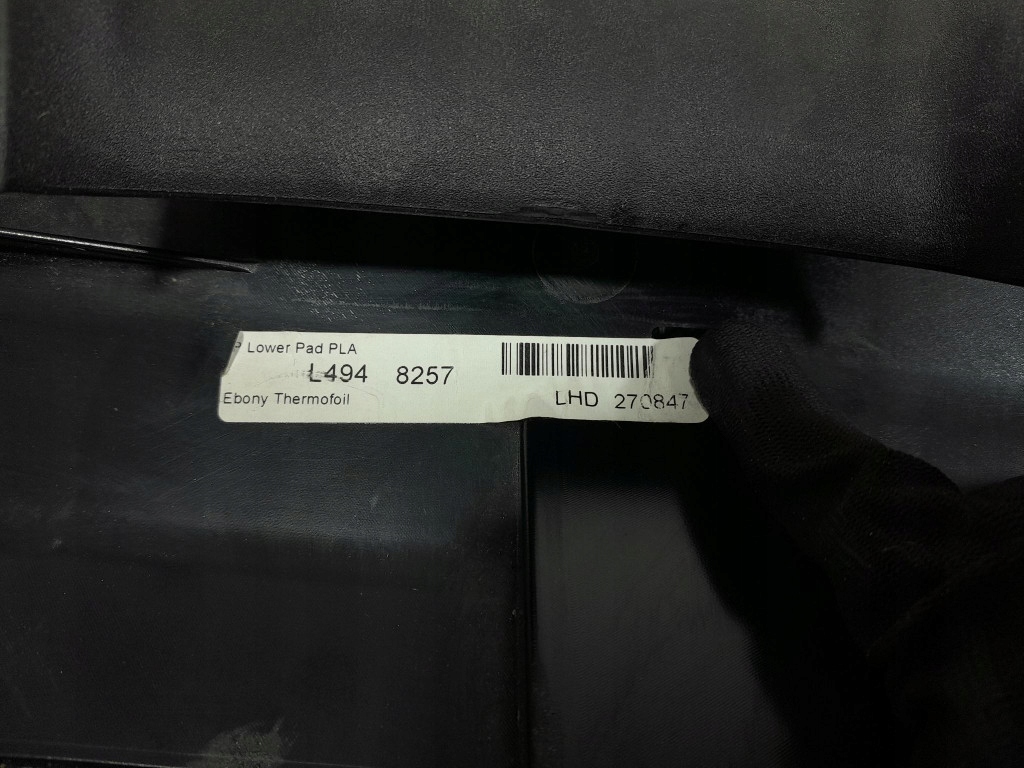 P Lower Pad PLA
L494 8257
Ebony Thermofoil
LHD 270847